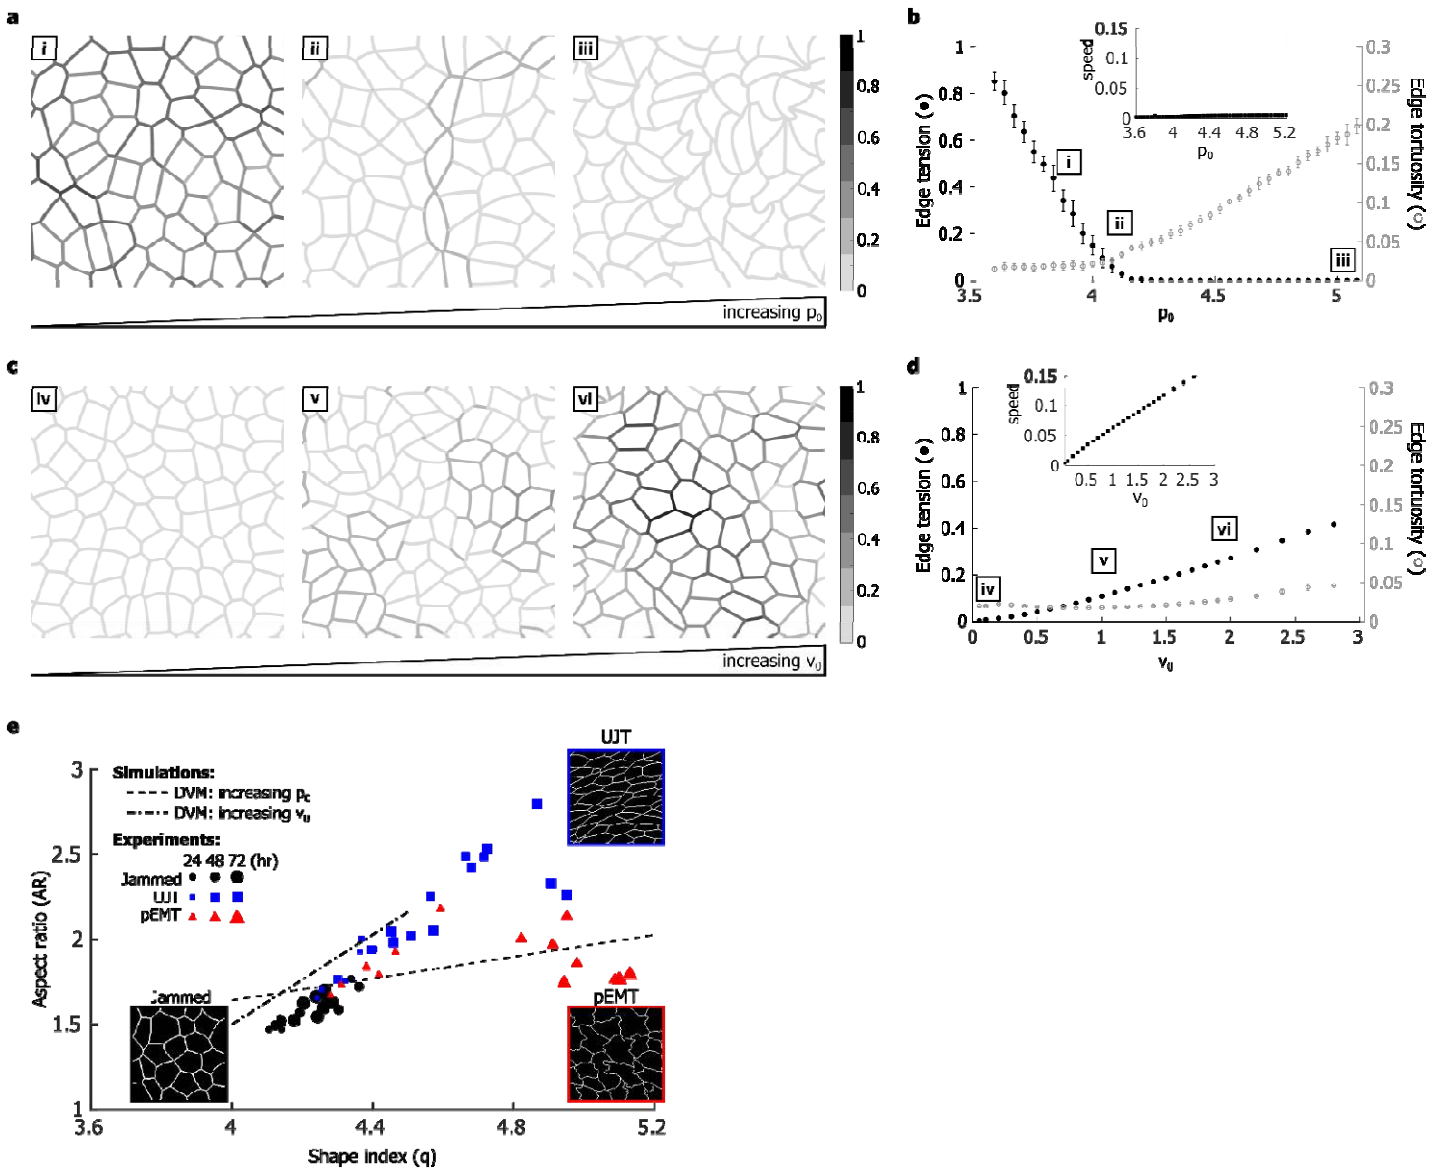 a
i
ii
iii
1
0.8
0.6
0.4
0.2
0
increasing p0
b
1
0.8
0.6
0.4
0.2
0
Edge tension (●)
0.15
0.1
0.05
0
speed
3.6 4 4.4 4.8 5.2
p0
i
ii
iii
0.3
0.25
0.2
0.15
0.1
0.05
0
Edge tortuosity (○)
3.5 4 4.5 5
p0
c
iv
v
vi
1
0.8
0.6
0.4
0.2
0
increasing v0
d
1
0.8
0.6
0.4
0.2
0
Edge tension (●)
0.15
0.1
0.05
0
speed
0.5 1 1.5 2 2.5 3
v0
iv
v
vi
0.3
0.25
0.2
0.15
0.1
0.05
0
Edge tortuosity (○)
0 0.5 1 1.5 2 2.5 3
v0
e
3
2.5
2
1.5
1
Aspect ratio (AR)
Simulations:
DVM: increasing p0
DVM: increasing v0
Experiments:
24 48 72 (hr)
Jammed
UJT
pEMT
UJT
Jammed
pEMT
3.6 4 4.4 4.8 5.2
Shape index (q)